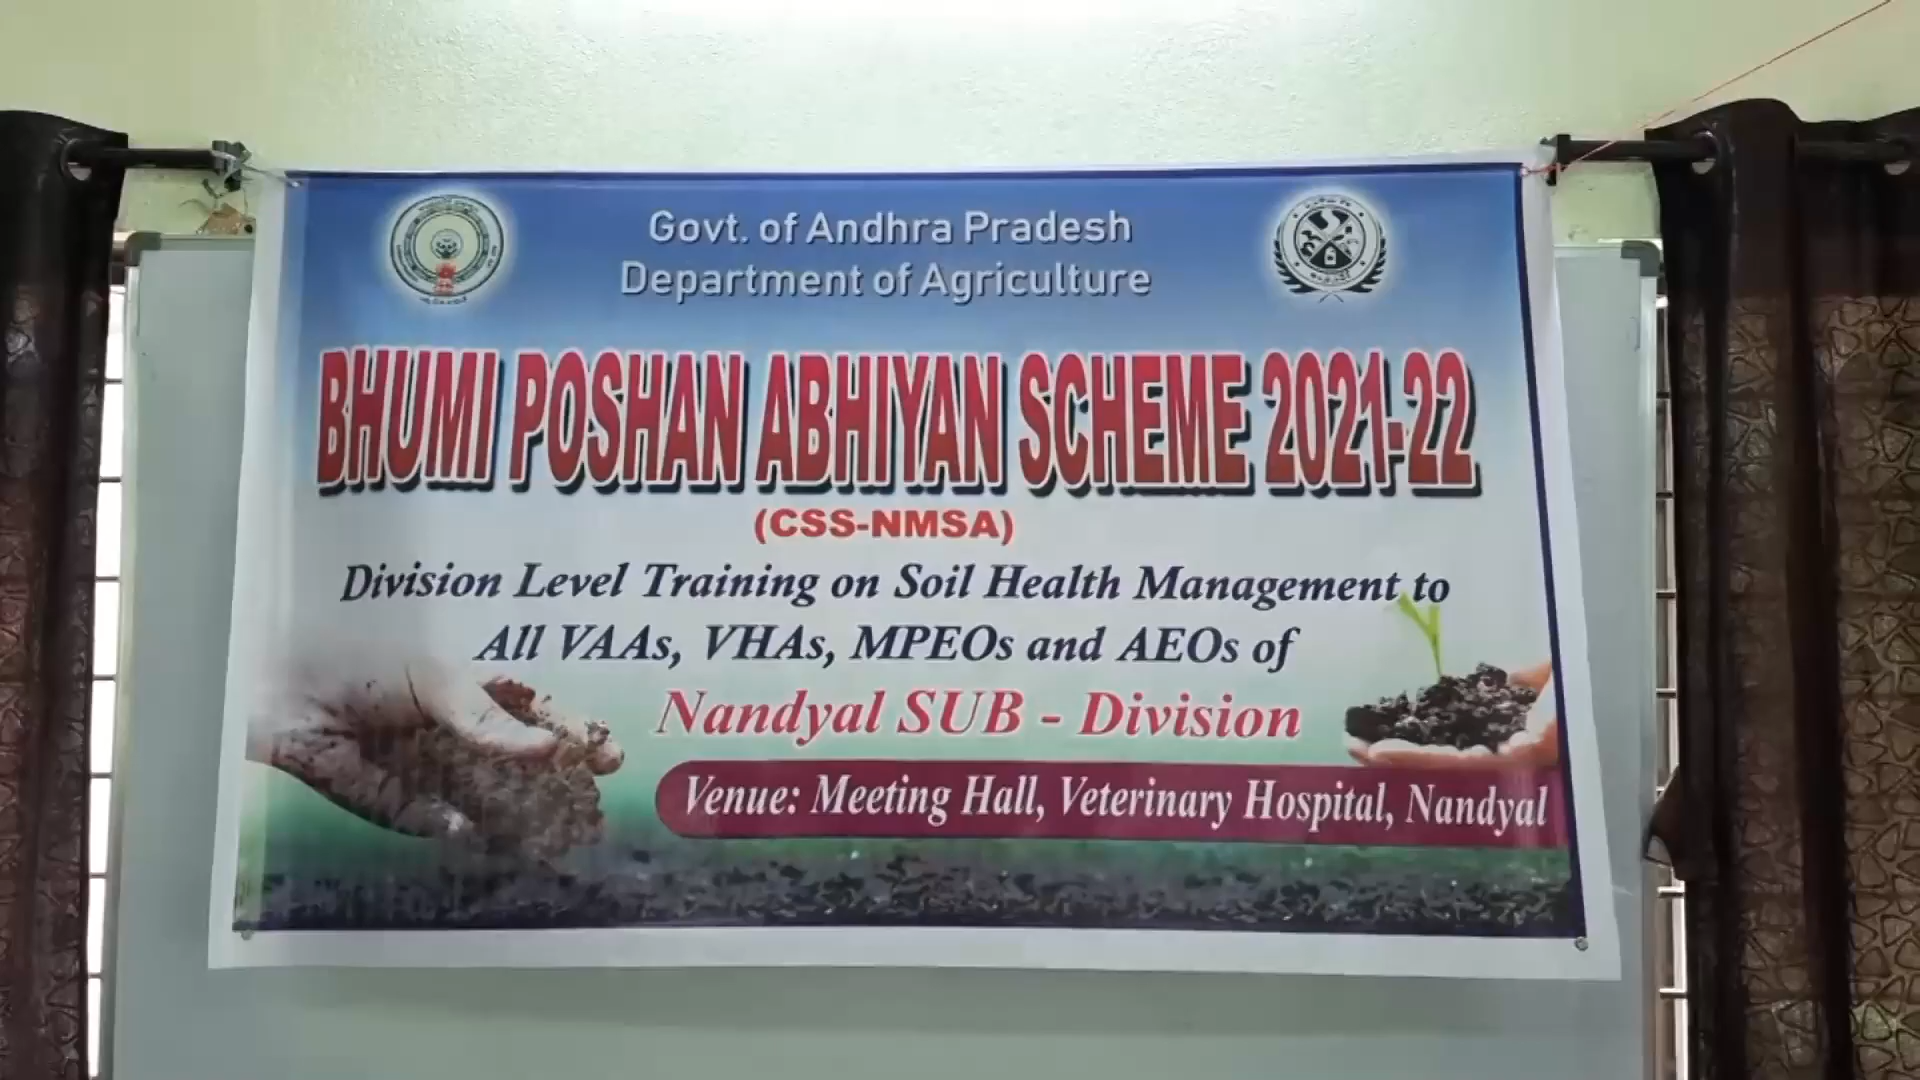 Govt. of Andhra Pradesh
Department of Agriculture
BHUMI POSHAN ABHIYAN SCHEME 2021-22
(CSS-NMSA)
Division Level Training on Soil Health Management to
All VAAs, VHAs, MPEOs and AEOs of
Nandyal SUB - Division
Venue: Meeting Hall, Veterinary Hospital, Nandyal